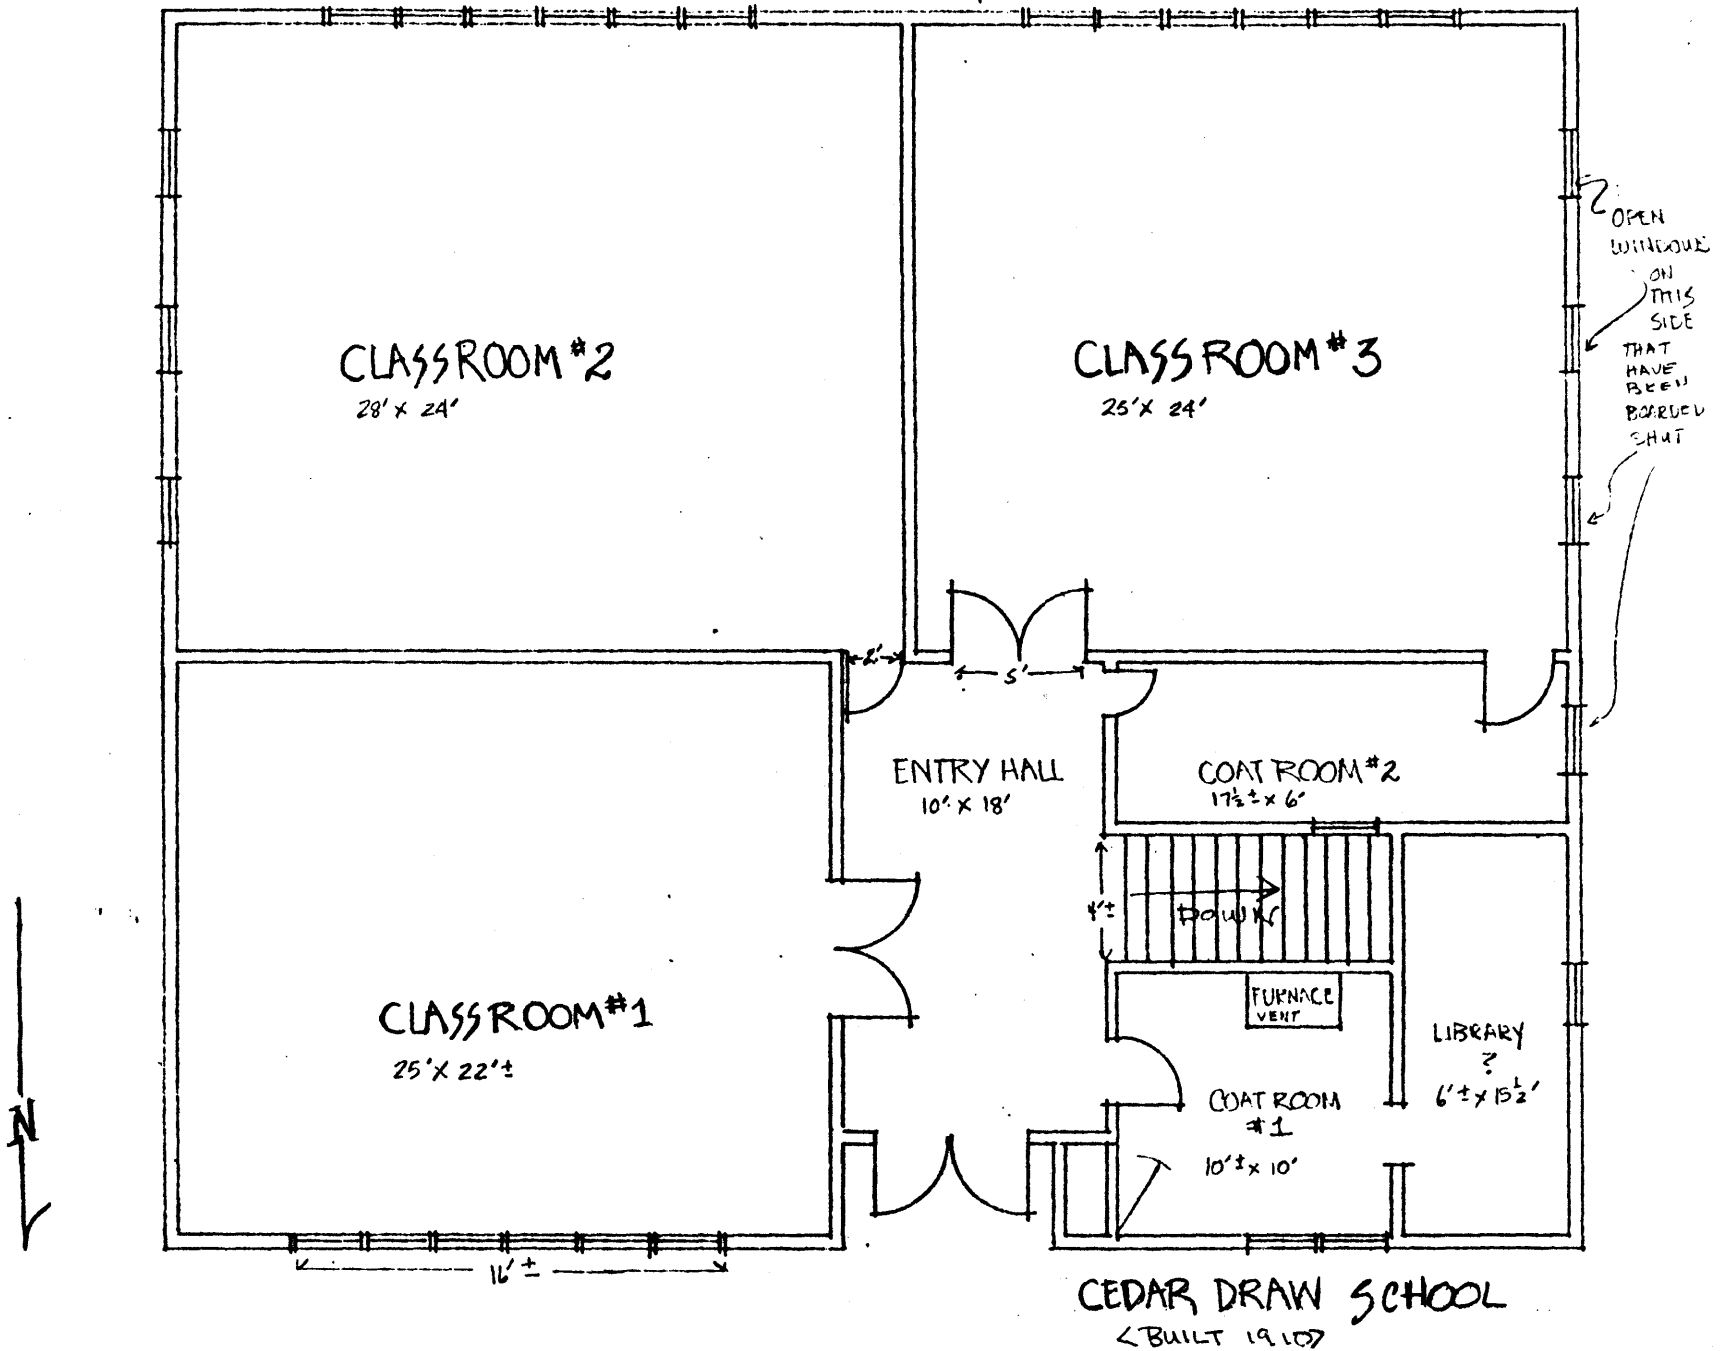 CLASSROOM #2
28' X 24'
CLASSROOM #3
25' X 24'
OPEN
WINDOWS
ON
THIS
SIDE
THAT
HAVE
BEEN
BOARDED
SHUT
2'
5'
ENTRY HALL
10' X 18'
COAT ROOM #2
17½'± X 6'
4'±
DOWN
FURNACE
VENT
CLASSROOM #1
25' X 22'±
LIBRARY
?
6'± X 15½'
COAT ROOM
#1
10'± X 10'
N
16'±
CEDAR DRAW SCHOOL
<BUILT 1910>